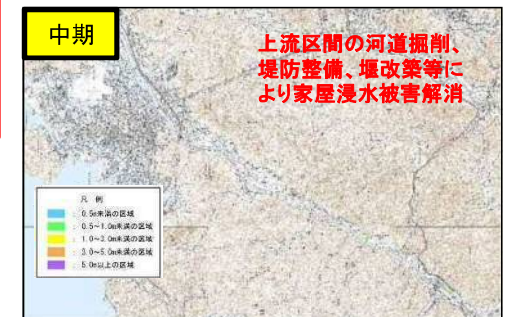 中期
上流区間の河道掘削、
堤防整備、堰改築等に
より家屋浸水被害解消
凡 例
: 0.5m未満の区域
: 0.5~1.0m未満の区域
: 1.0~3.0m未満の区域
: 3.0~5.0m未満の区域
: 5.0m以上の区域